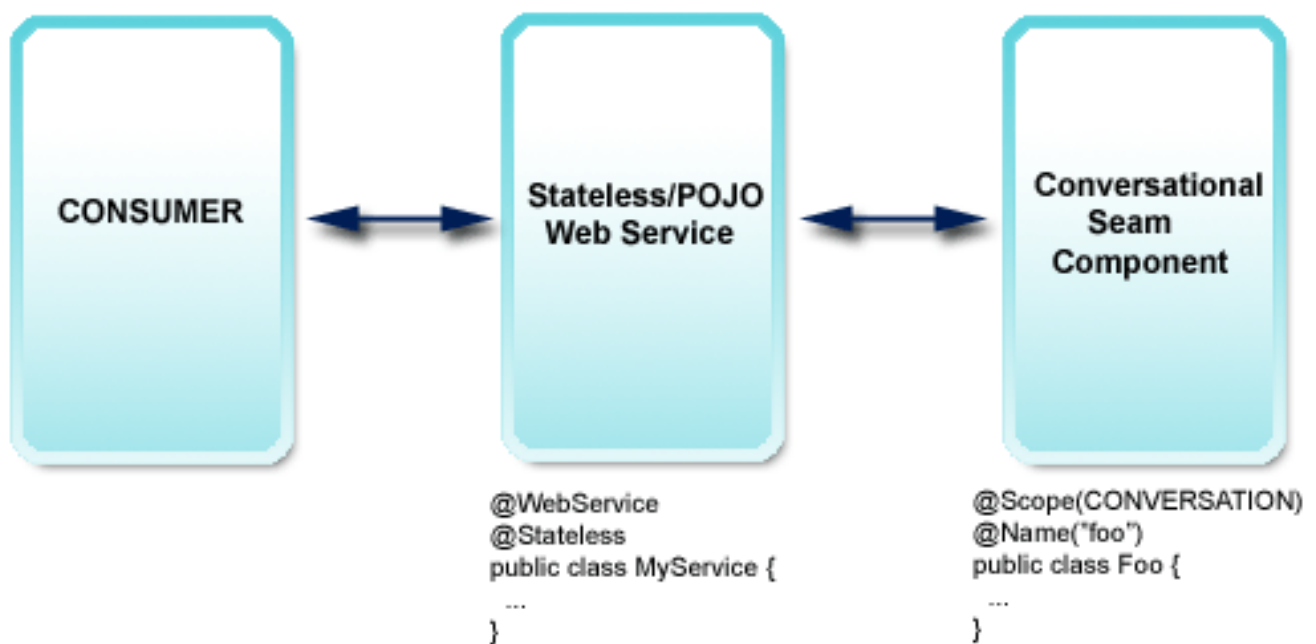 CONSUMER
Stateless/POJO
Web Service
Conversational
Seam
Component
@WebService
@Stateless
public class MyService {
...
}
@Scope(CONVERSATION)
@Name("foo")
public class Foo {
...
}